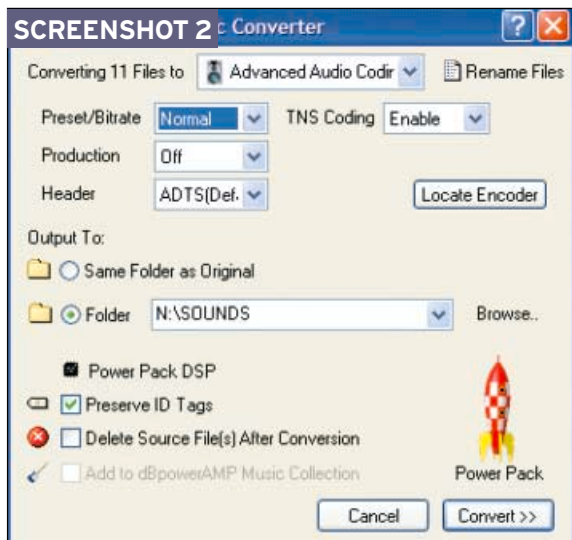 SCREENSHOT 2 c Converter
Converting 11 Files to Advanced Audio Codir Rename Files
Preset/Bitrate Normal TNS Coding Enable
Production Off
Header ADTS(Def. Locate Encoder
Output To:
Same Folder as Original
Folder N:\SOUNDS Browse..
Power Pack DSP
Preserve ID Tags
Delete Source File(s) After Conversion
Add to dBpowerAMP Music Collection Power Pack
Cancel Convert >>